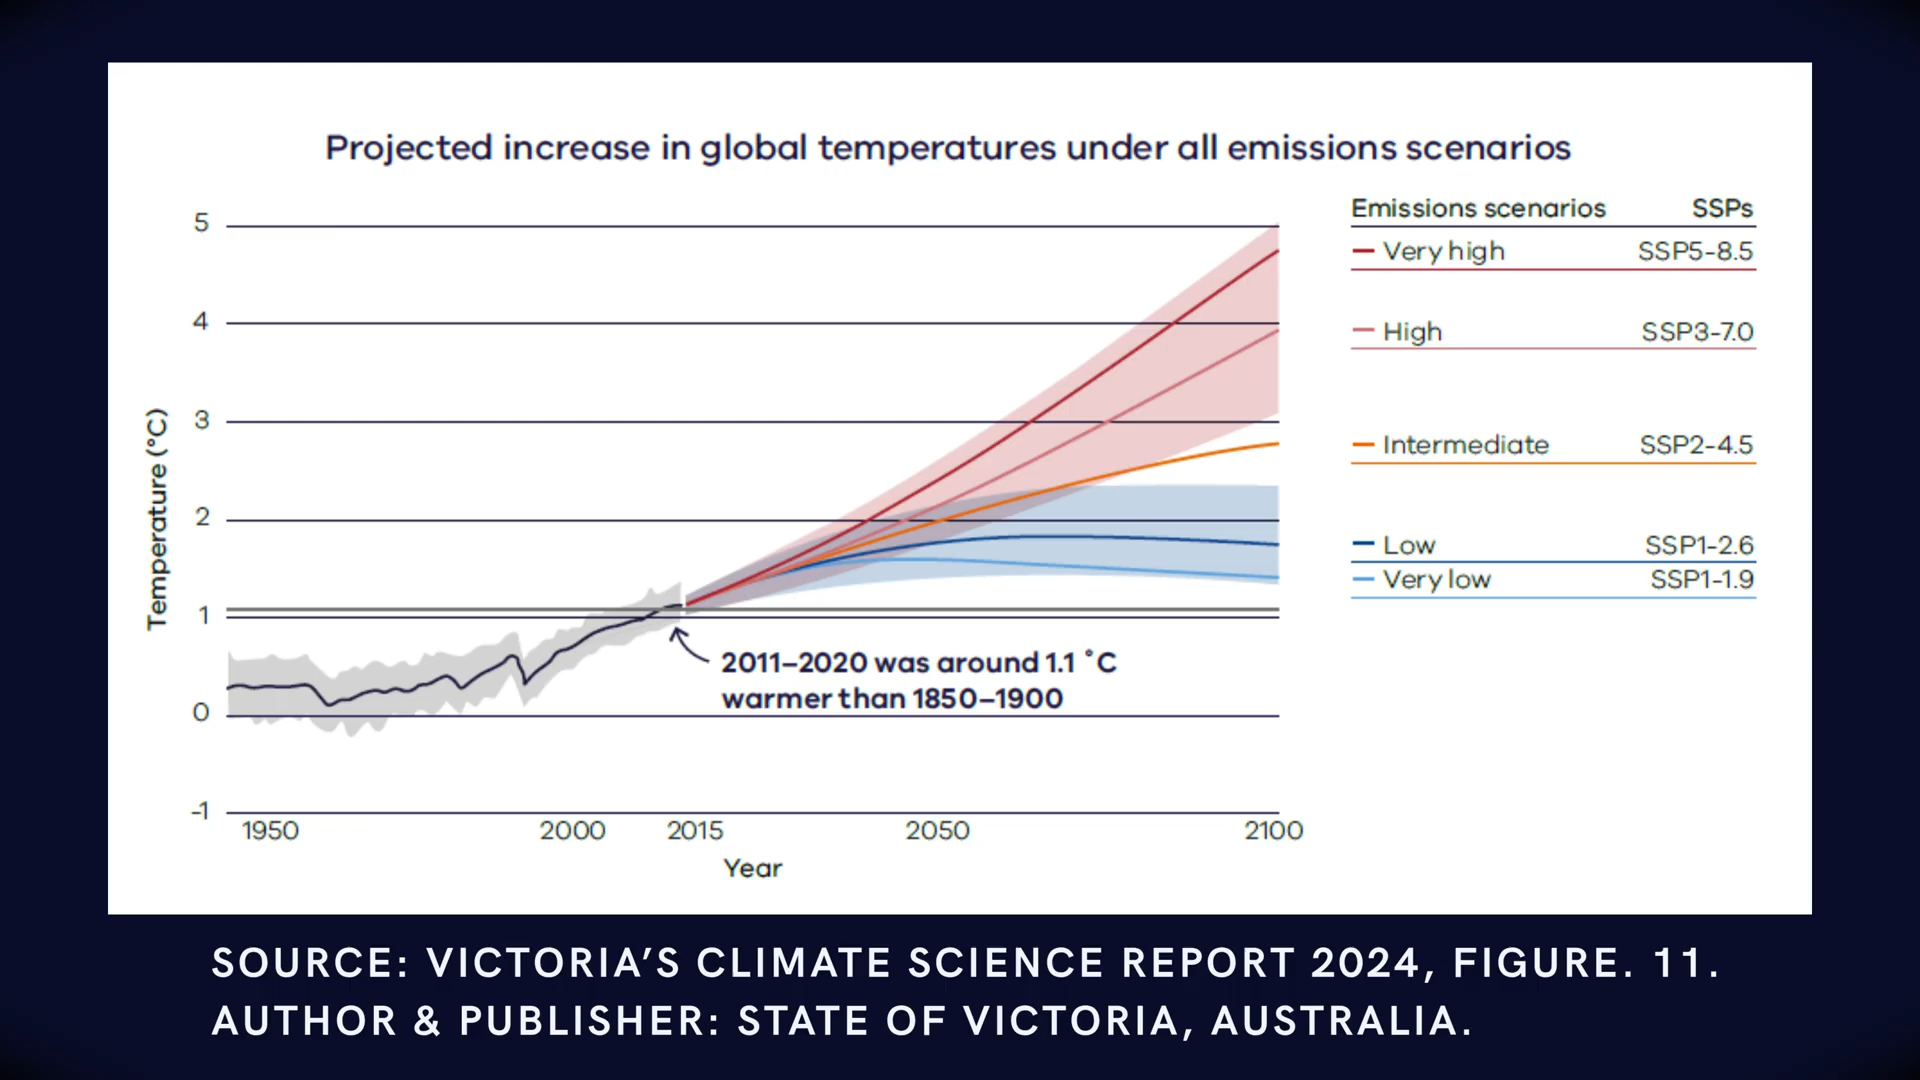 Projected increase in global temperatures under all emissions scenarios
Emissions scenarios SSPs
Very high SSP5-8.5
High SSP3-7.0
Intermediate SSP2-4.5
Low SSP1-2.6
Very low SSP1-1.9
Temperature (°C)
5
4
3
2
1
0
-1
2011–2020 was around 1.1 °C
warmer than 1850–1900
1950 2000 2015 2050 2100
Year
SOURCE: VICTORIA’S CLIMATE SCIENCE REPORT 2024, FIGURE. 11.
AUTHOR & PUBLISHER: STATE OF VICTORIA, AUSTRALIA.